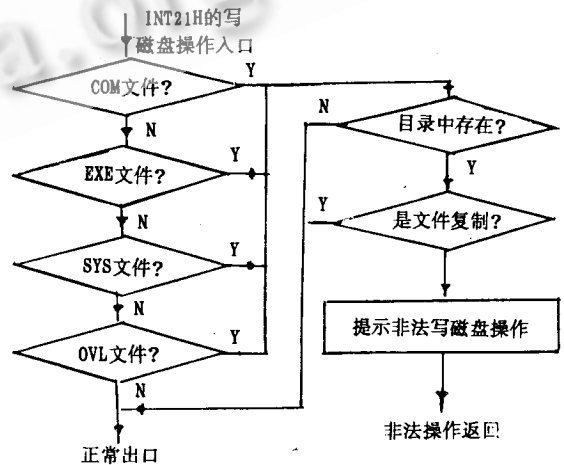 INT21H的写
磁盘操作入口
COM文件?
Y
N
EXE文件?
Y
N
SYS文件?
Y
N
OVL文件?
Y
N
正常出口
目录中存在?
N
Y
是文件复制?
Y
提示非法写磁盘操作
非法操作返回